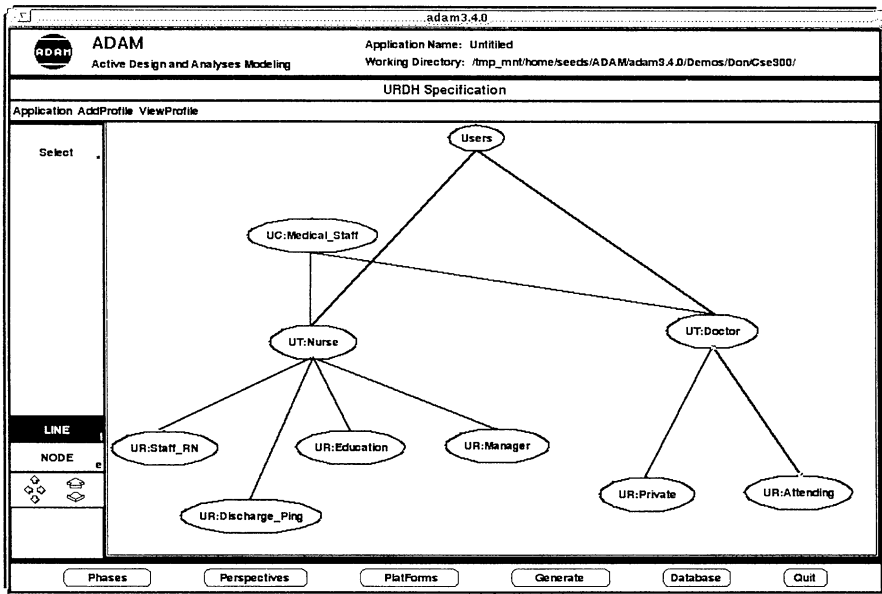 adam3.4.0
ADAM
ADAM
Active Design and Analyses Modeling
Application Name: Untitiled
Working Directory: /tmp_mnt/home/seeds/ADAM/adam3.4.0/Demos/Don/Cse300/
URDH Specification
Application AddProfile ViewProfile
Select
Users
UC:Medical_Staff
UT:Nurse
UT:Doctor
LINE
NODE
UR:Staff_RN
UR:Education
UR:Manager
UR:Private
UR:Attending
UR:Discharge_Plng
Phases
Perspectives
PlatForms
Generate
Database
Quit